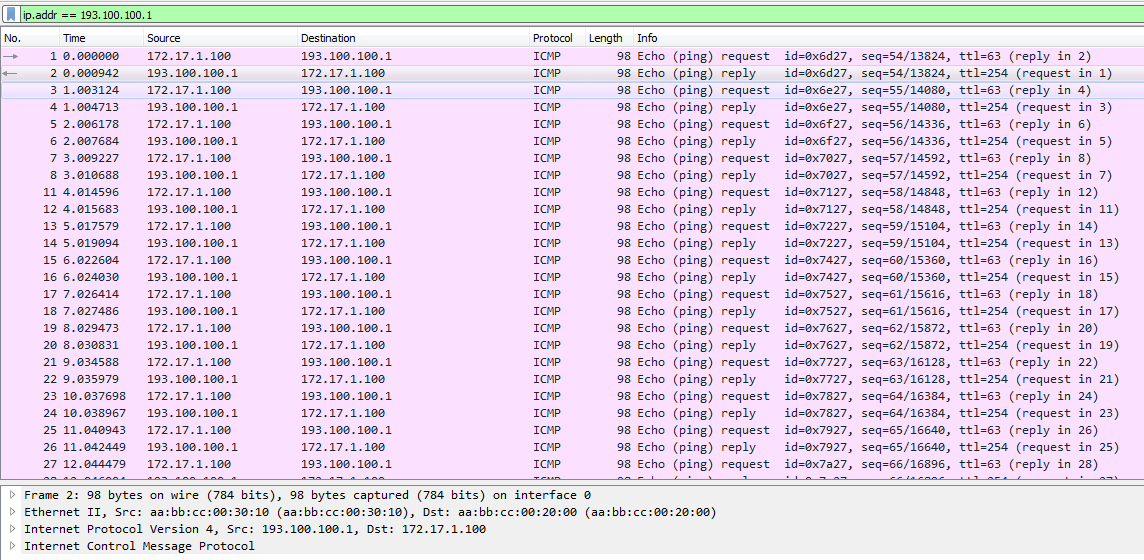 ip.addr == 193.100.100.1
No. Time Source Destination Protocol Length Info
1 0.000000 172.17.1.100 193.100.100.1 ICMP 98 Echo (ping) request id=0x6d27, seq=54/13824, ttl=63 (reply in 2)
2 0.000942 193.100.100.1 172.17.1.100 ICMP 98 Echo (ping) reply id=0x6d27, seq=54/13824, ttl=254 (request in 1)
3 1.003124 172.17.1.100 193.100.100.1 ICMP 98 Echo (ping) request id=0x6e27, seq=55/14080, ttl=63 (reply in 4)
4 1.004713 193.100.100.1 172.17.1.100 ICMP 98 Echo (ping) reply id=0x6e27, seq=55/14080, ttl=254 (request in 3)
5 2.006178 172.17.1.100 193.100.100.1 ICMP 98 Echo (ping) request id=0x6f27, seq=56/14336, ttl=63 (reply in 6)
6 2.007684 193.100.100.1 172.17.1.100 ICMP 98 Echo (ping) reply id=0x6f27, seq=56/14336, ttl=254 (request in 5)
7 3.009227 172.17.1.100 193.100.100.1 ICMP 98 Echo (ping) request id=0x7027, seq=57/14592, ttl=63 (reply in 8)
8 3.010688 193.100.100.1 172.17.1.100 ICMP 98 Echo (ping) reply id=0x7027, seq=57/14592, ttl=254 (request in 7)
11 4.014596 172.17.1.100 193.100.100.1 ICMP 98 Echo (ping) request id=0x7127, seq=58/14848, ttl=63 (reply in 12)
12 4.015683 193.100.100.1 172.17.1.100 ICMP 98 Echo (ping) reply id=0x7127, seq=58/14848, ttl=254 (request in 11)
13 5.017579 172.17.1.100 193.100.100.1 ICMP 98 Echo (ping) request id=0x7227, seq=59/15104, ttl=63 (reply in 14)
14 5.019094 193.100.100.1 172.17.1.100 ICMP 98 Echo (ping) reply id=0x7227, seq=59/15104, ttl=254 (request in 13)
15 6.022604 172.17.1.100 193.100.100.1 ICMP 98 Echo (ping) request id=0x7427, seq=60/15360, ttl=63 (reply in 16)
16 6.024030 193.100.100.1 172.17.1.100 ICMP 98 Echo (ping) reply id=0x7427, seq=60/15360, ttl=254 (request in 15)
17 7.026414 172.17.1.100 193.100.100.1 ICMP 98 Echo (ping) request id=0x7527, seq=61/15616, ttl=63 (reply in 18)
18 7.027486 193.100.100.1 172.17.1.100 ICMP 98 Echo (ping) reply id=0x7527, seq=61/15616, ttl=254 (request in 17)
19 8.029473 172.17.1.100 193.100.100.1 ICMP 98 Echo (ping) request id=0x7627, seq=62/15872, ttl=63 (reply in 20)
20 8.030831 193.100.100.1 172.17.1.100 ICMP 98 Echo (ping) reply id=0x7627, seq=62/15872, ttl=254 (request in 19)
21 9.034588 172.17.1.100 193.100.100.1 ICMP 98 Echo (ping) request id=0x7727, seq=63/16128, ttl=63 (reply in 22)
22 9.035979 193.100.100.1 172.17.1.100 ICMP 98 Echo (ping) reply id=0x7727, seq=63/16128, ttl=254 (request in 21)
23 10.037698 172.17.1.100 193.100.100.1 ICMP 98 Echo (ping) request id=0x7827, seq=64/16384, ttl=63 (reply in 24)
24 10.038967 193.100.100.1 172.17.1.100 ICMP 98 Echo (ping) reply id=0x7827, seq=64/16384, ttl=254 (request in 23)
25 11.040943 172.17.1.100 193.100.100.1 ICMP 98 Echo (ping) request id=0x7927, seq=65/16640, ttl=63 (reply in 26)
26 11.042449 193.100.100.1 172.17.1.100 ICMP 98 Echo (ping) reply id=0x7927, seq=65/16640, ttl=254 (request in 25)
27 12.044479 172.17.1.100 193.100.100.1 ICMP 98 Echo (ping) request id=0x7a27, seq=66/16896, ttl=63 (reply in 28)
Frame 2: 98 bytes on wire (784 bits), 98 bytes captured (784 bits) on interface 0
Ethernet II, Src: aa:bb:cc:00:30:10 (aa:bb:cc:00:30:10), Dst: aa:bb:cc:00:20:00 (aa:bb:cc:00:20:00)
Internet Protocol Version 4, Src: 193.100.100.1, Dst: 172.17.1.100
Internet Control Message Protocol